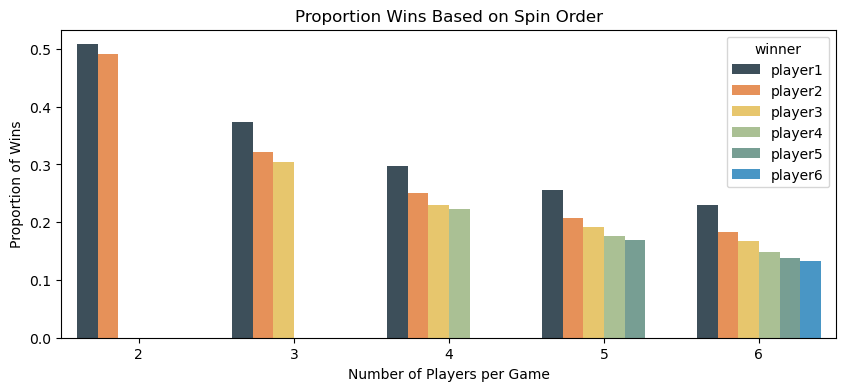 Proportion Wins Based on Spin Order
Proportion of Wins
0.5
0.4
0.3
0.2
0.1
0.0
winner
player1
player2
player3
player4
player5
player6
2 3 4 5 6
Number of Players per Game